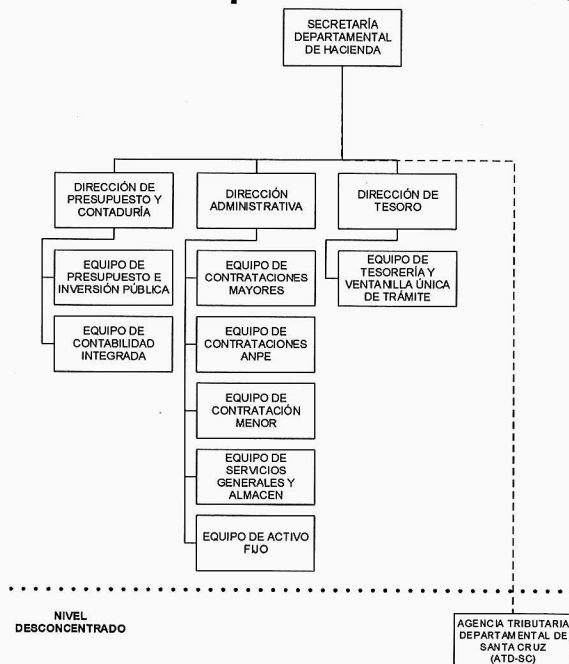 SECRETARÍA
DEPARTAMENTAL
DE HACIENDA
DIRECCIÓN DE
PRESUPUESTO Y
CONTADURÍA
DIRECCIÓN
ADMINISTRATIVA
DIRECCIÓN DE
TESORO
EQUIPO DE
PRESUPUESTO E
INVERSIÓN PÚBLICA
EQUIPO DE
CONTRATACIONES
MAYORES
EQUIPO DE
TESORERÍA Y
VENTANILLA ÚNICA
DE TRÁMITE
EQUIPO DE
CONTABILIDAD
INTEGRADA
EQUIPO DE
CONTRATACIONES
ANPE
EQUIPO DE
CONTRATACIÓN
MENOR
EQUIPO DE
SERVICIOS
GENERALES Y
ALMACEN
EQUIPO DE ACTIVO
FIJO
NIVEL
DESCONCENTRADO
AGENCIA TRIBUTARIA
DEPARTAMENTAL DE
SANTA CRUZ
(ATD-SC)